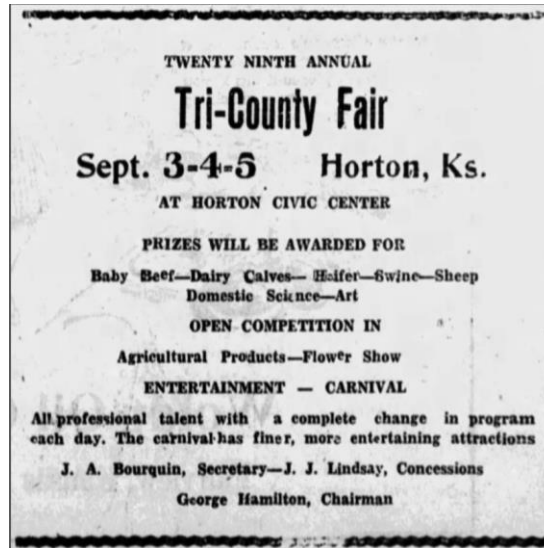 TWENTY NINTH ANNUAL
Tri-County Fair
Sept. 3-4-5 Horton, Ks.
AT HORTON CIVIC CENTER
PRIZES WILL BE AWARDED FOR
Baby Beef—Dairy Calves— Heifer—Swine—Sheep
Domestic Science—Art
OPEN COMPETITION IN
Agricultural Products—Flower Show
ENTERTAINMENT — CARNIVAL
All professional talent with a complete change in program
each day. The carnival has finer, more entertaining attractions
J. A. Bourquin, Secretary—J. J. Lindsay, Concessions
George Hamilton, Chairman